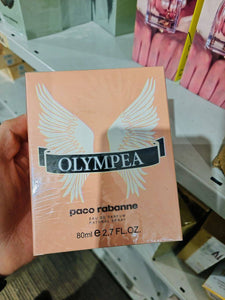 OLYMPEA
paco rabanne
EAU DE PARFUM
NATURAL SPRAY
80ml e 2.7 FL.OZ.